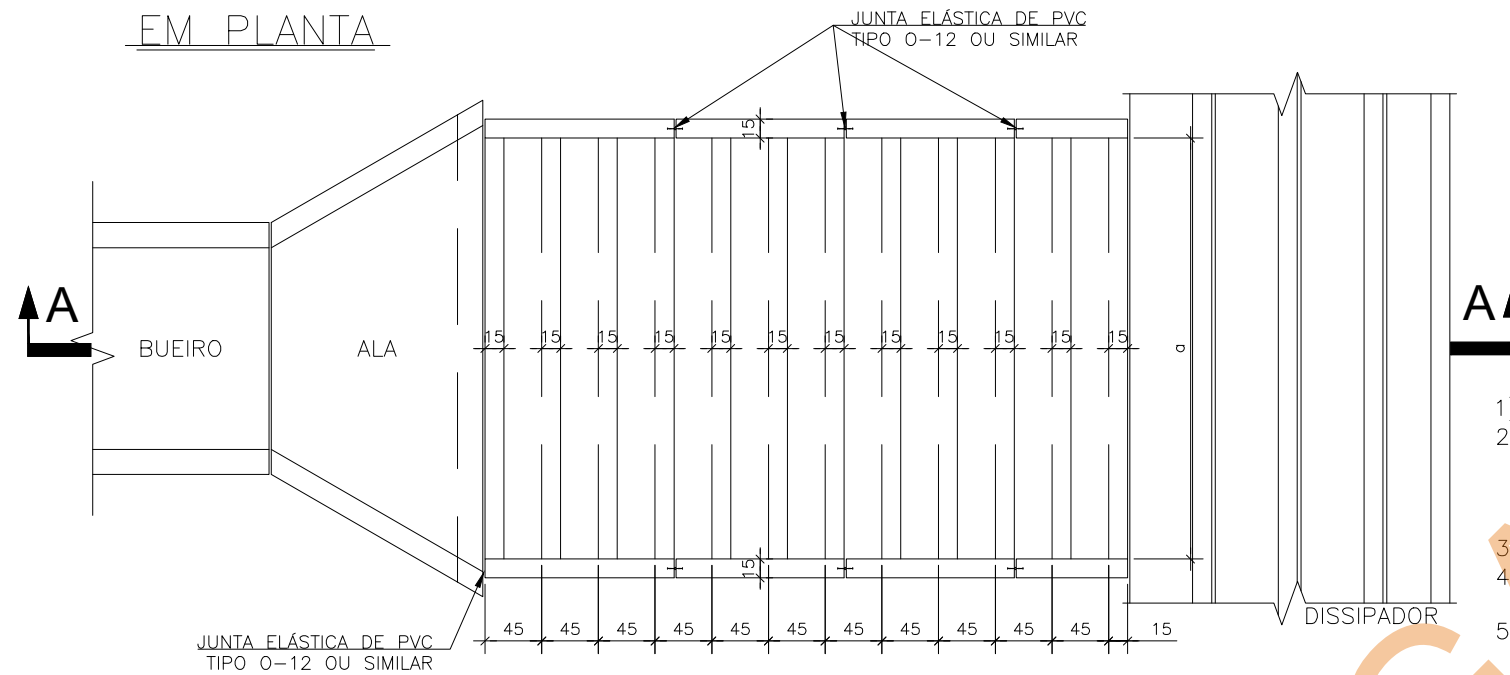 EM PLANTA
JUNTA ELÁSTICA DE PVC
TIPO O-12 OU SIMILAR
15
A
BUEIRO
ALA
15 15 15 15 15 15 15 15 15 15 15 15
a
A
1)
2
3
4
5
15
DISSIPADOR
45 45 45 45 45 45 45 45 45 45 45 15
JUNTA ELÁSTICA DE PVC
TIPO O-12 OU SIMILAR